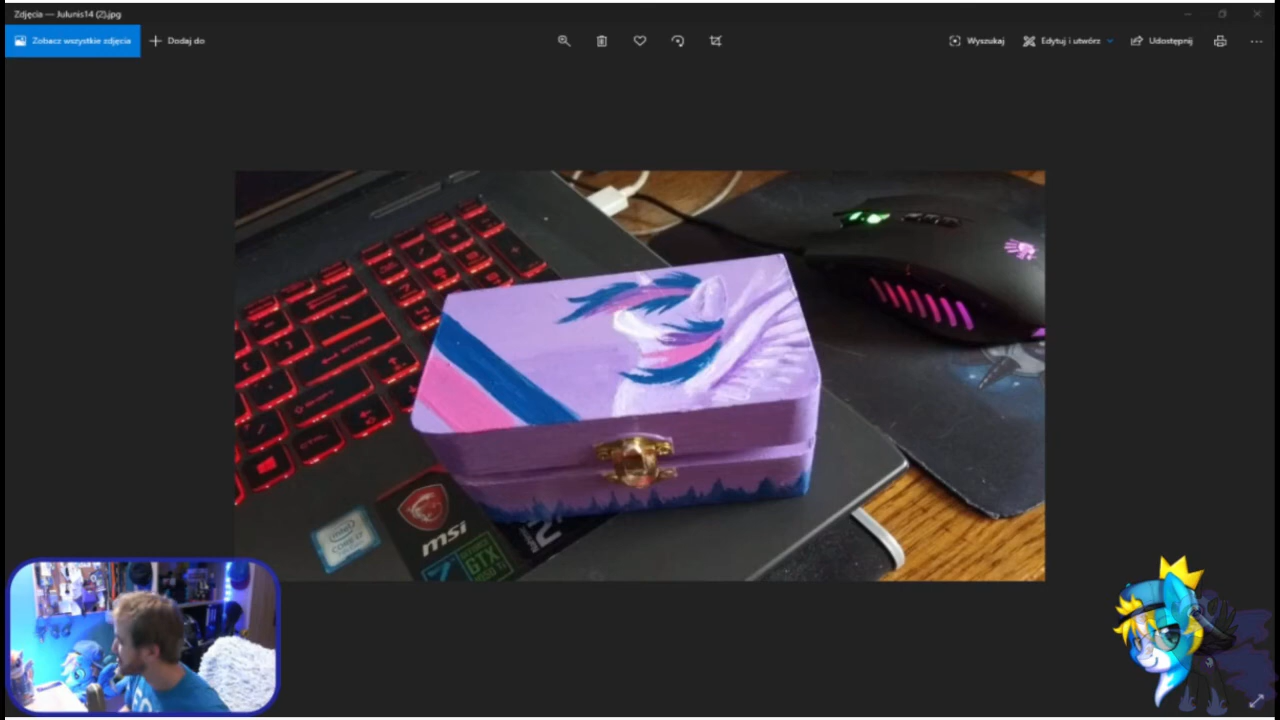 Zdjęcia — Julunis14 (2).jpg
Zobacz wszystkie zdjęcia
Dodaj do
Wyszukaj
Edytuj i utwórz
Udostępnij
intel
CORE i7
msi
GTX